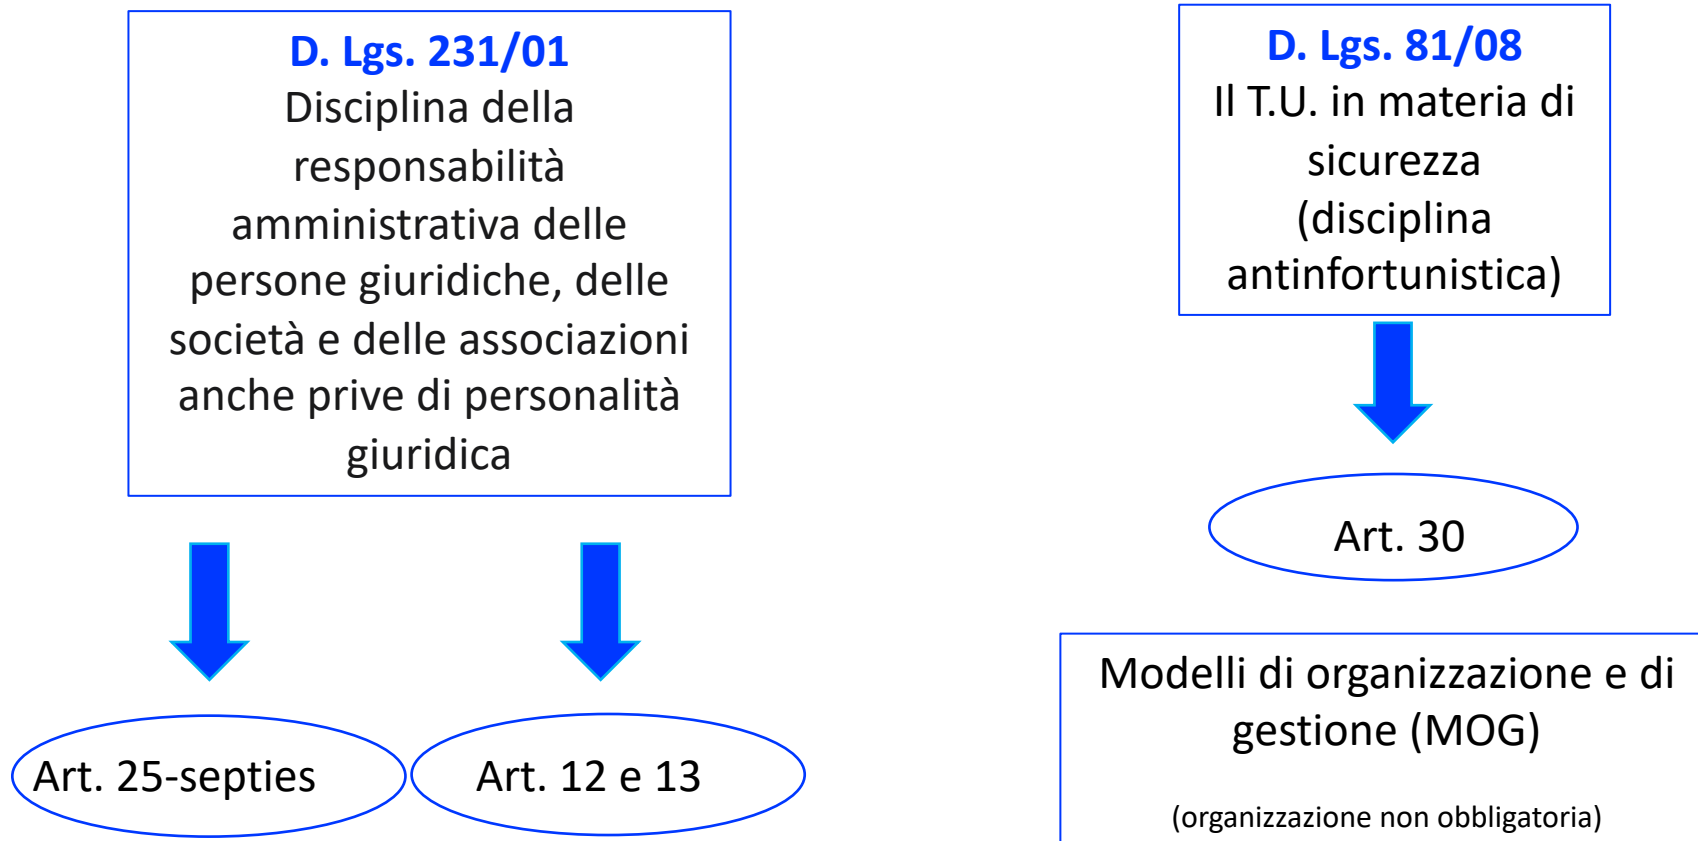 D. Lgs. 231/01
Disciplina della
responsabilità
amministrativa delle
persone giuridiche, delle
società e delle associazioni
anche prive di personalità
giuridica
Art. 25-septies
Art. 12 e 13
D. Lgs. 81/08
Il T.U. in materia di
sicurezza
(disciplina
antinfortunistica)
Art. 30
Modelli di organizzazione e di
gestione (MOG)
(organizzazione non obbligatoria)